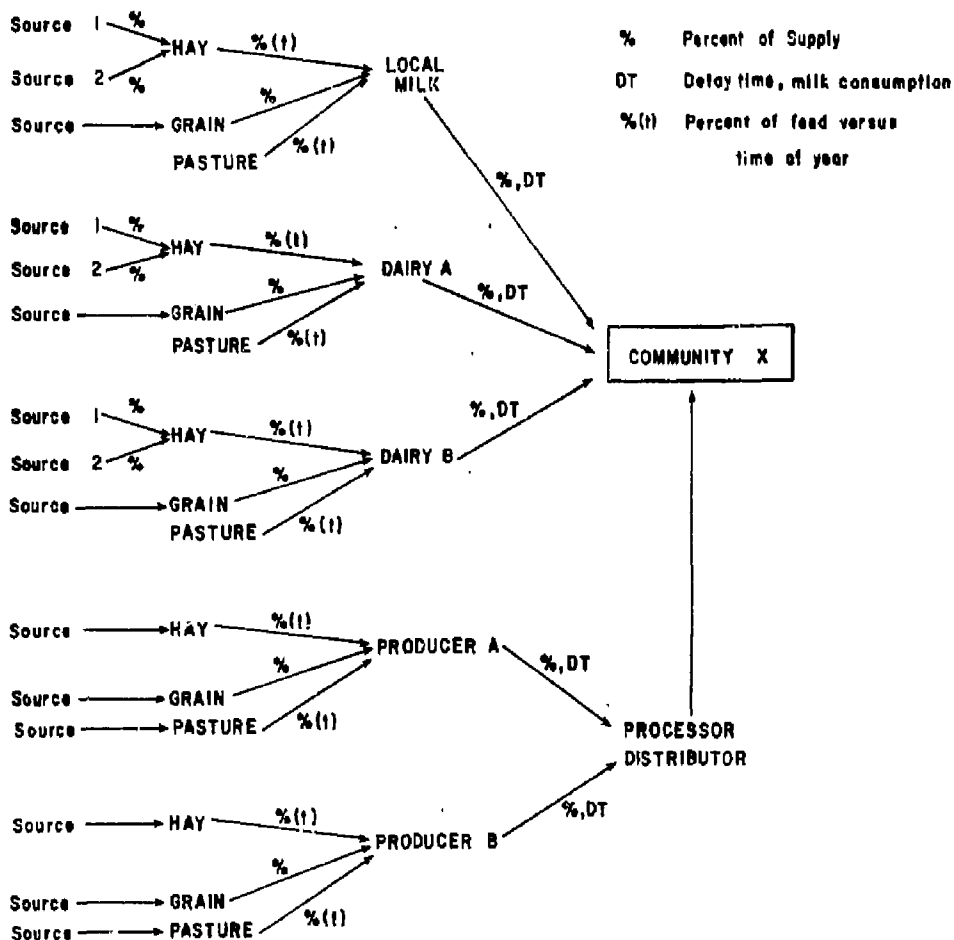 Source 1 %
HAY %(t)
Source 2 %
LOCAL
MILK
Source GRAIN %
PASTURE %(t)
%,DT
% Percent of Supply
DT Delay time, milk consumption
%(t) Percent of feed versus
time of year
Source 1 %
HAY %(t)
Source 2 %
DAIRY A
Source GRAIN %
PASTURE %(t)
%,DT
COMMUNITY X
Source 1 %
HAY %(t)
Source 2 %
DAIRY B
Source GRAIN %
PASTURE %(t)
%,DT
Source HAY %(t)
PRODUCER A
Source GRAIN %
Source PASTURE %(t)
%,DT
PROCESSOR
DISTRIBUTOR
Source HAY %(t)
PRODUCER B
Source GRAIN %
Source PASTURE %(t)
%,DT